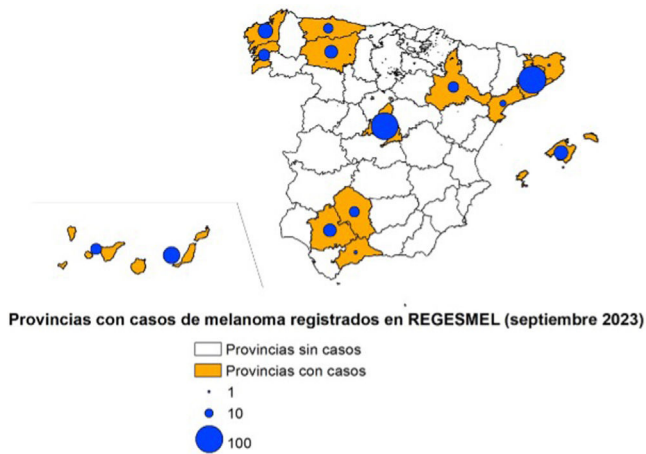 Provincias con casos de melanoma registrados en REGESMEL (septiembre 2023)
Provincias sin casos
Provincias con casos
1
10
100